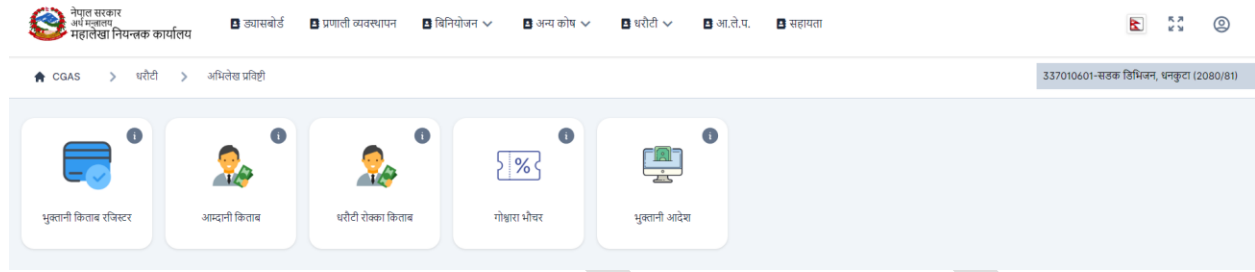 नेपाल सरकार
अर्थ मन्त्रालय
महालेखा नियन्त्रक कार्यालय
ड्यासबोर्ड
प्रणाली व्यवस्थापन
बिनियोजन
अन्य कोष
धरौटी
आ.ले.प.
सहायता
CGAS > धरौटी > अभिलेख प्रविष्टी
337010601-सडक डिभिजन, धनकुटा (2080/81)
भुक्तानी किताब रजिस्टर
आम्दानी किताब
धरौटी रोक्का किताब
गोश्वारा भौचर
भुक्तानी आदेश